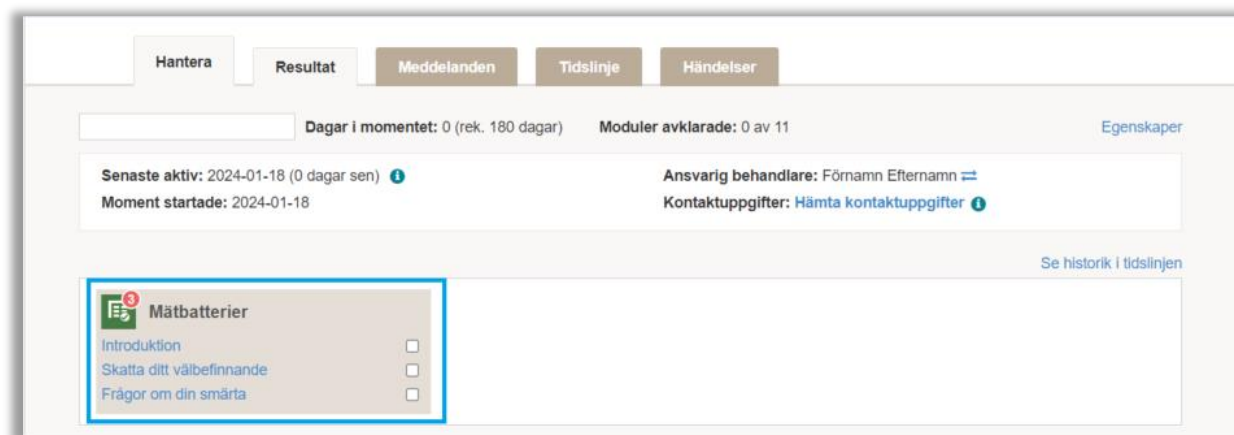 Hantera
Resultat
Meddelanden
Tidslinje
Händelser
Dagar i momentet: 0 (rek. 180 dagar) Moduler avklarade: 0 av 11 Egenskaper
Senaste aktiv: 2024-01-18 (0 dagar sen) Ansvarig behandlare: Förnamn Efternamn
Moment startade: 2024-01-18 Kontaktuppgifter: Hämta kontaktuppgifter
Se historik i tidslinjen
3
Mätbatterier
Introduktion
Skatta ditt välbefinnande
Frågor om din smärta